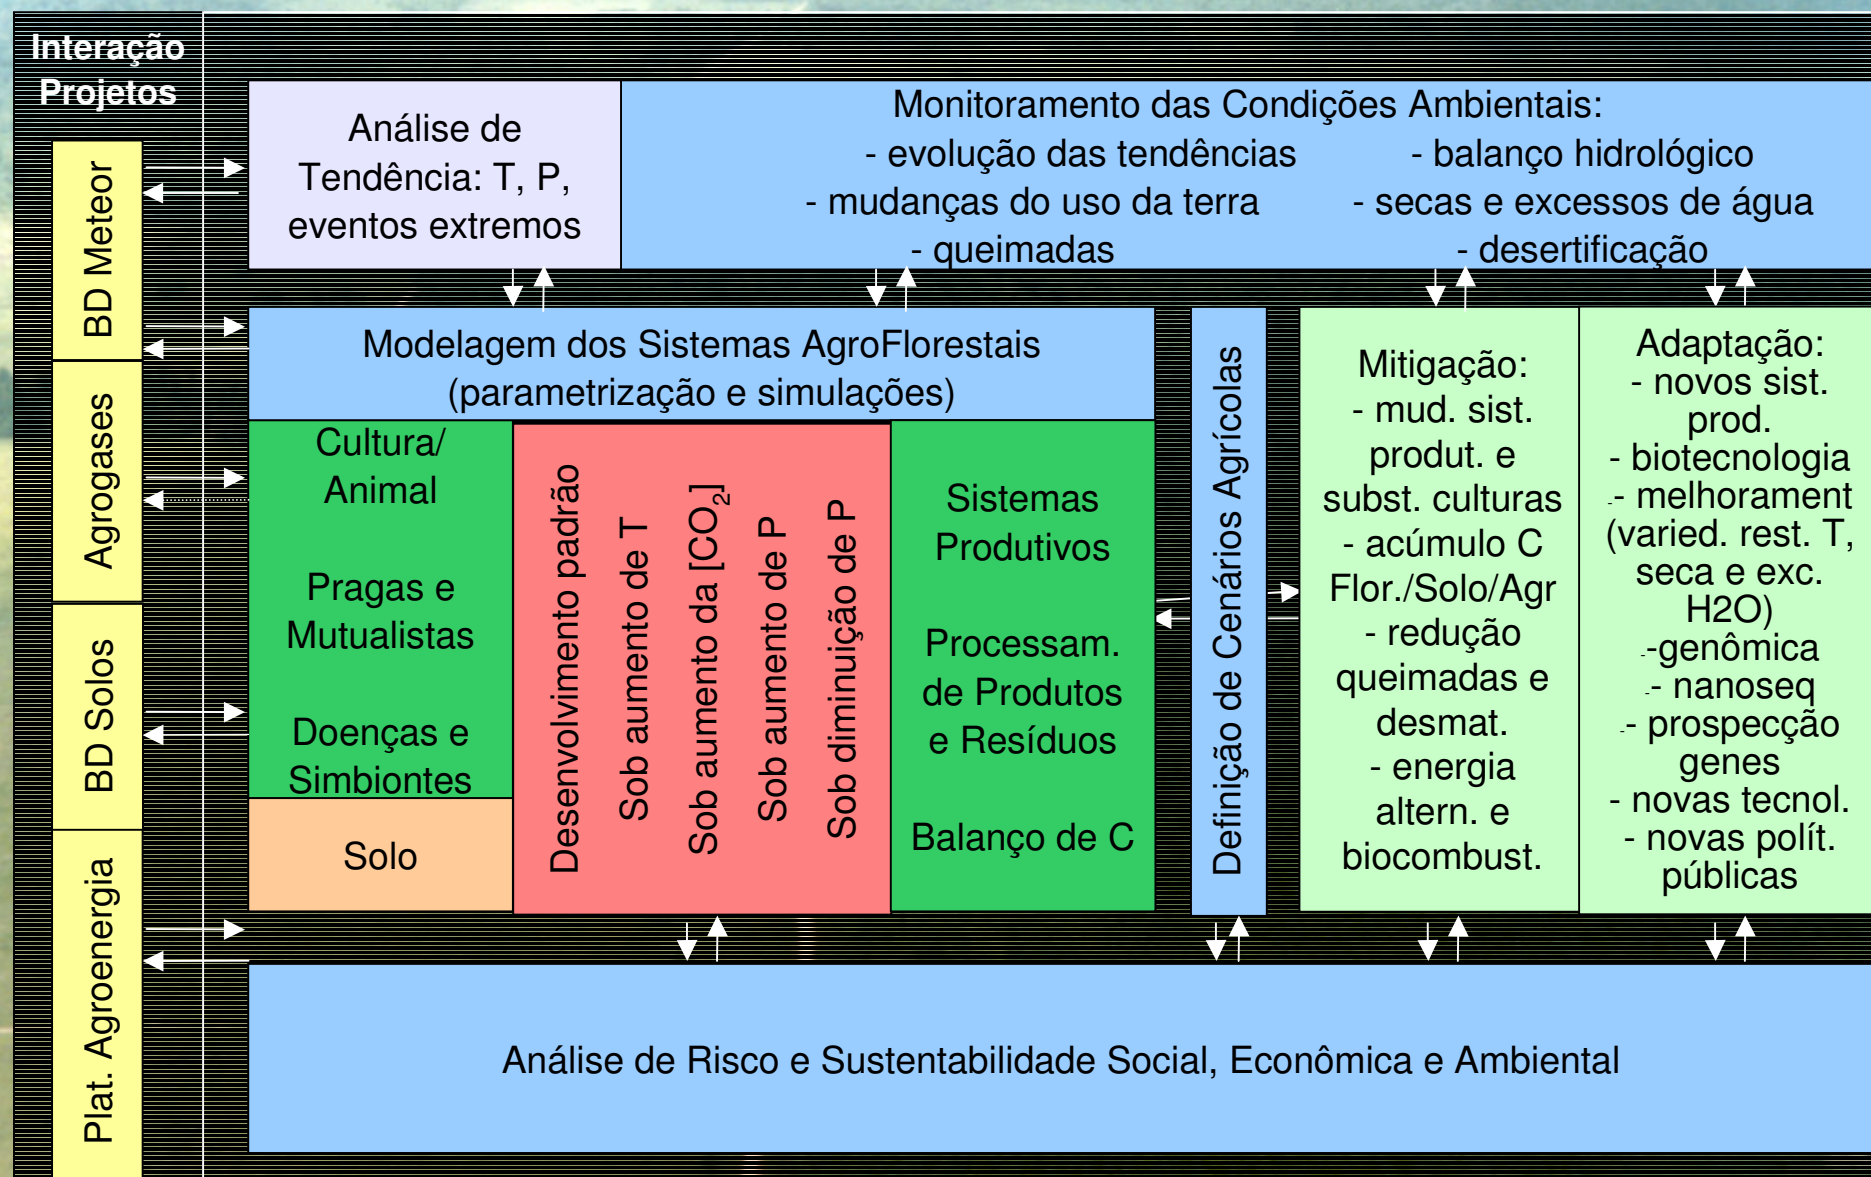 Interação
Projetos
BD Meteor
Agrogases
BD Solos
Plat. Agroenergia
Análise de
Tendência: T, P,
eventos extremos
Monitoramento das Condições Ambientais:
- evolução das tendências - balanço hidrológico
- mudanças do uso da terra - secas e excessos de água
- queimadas - desertificação
Modelagem dos Sistemas AgroFlorestais
(parametrização e simulações)
Cultura/
Animal
Pragas e
Mutualistas
Doenças e
Simbiontes
Solo
Desenvolvimento padrão
Sob aumento de T
Sob aumento da [CO₂]
Sob aumento de P
Sob diminuição de P
Sistemas
Produtivos
Processam.
de Produtos
e Resíduos
Balanço de C
Definição de Cenários Agrícolas
Mitigação:
- mud. sist.
produt. e
subst. culturas
- acúmulo C
Flor./Solo/Agr
- redução
queimadas e
desmat.
- energia
altern. e
biocombust.
Adaptação:
- novos sist.
prod.
- biotecnologia
-- melhorament
(varied. rest. T,
seca e exc.
H2O)
--genômica
-- nanoseq
-- prospecção
genes
- novas tecnol.
- novas polít.
públicas
Análise de Risco e Sustentabilidade Social, Econômica e Ambiental